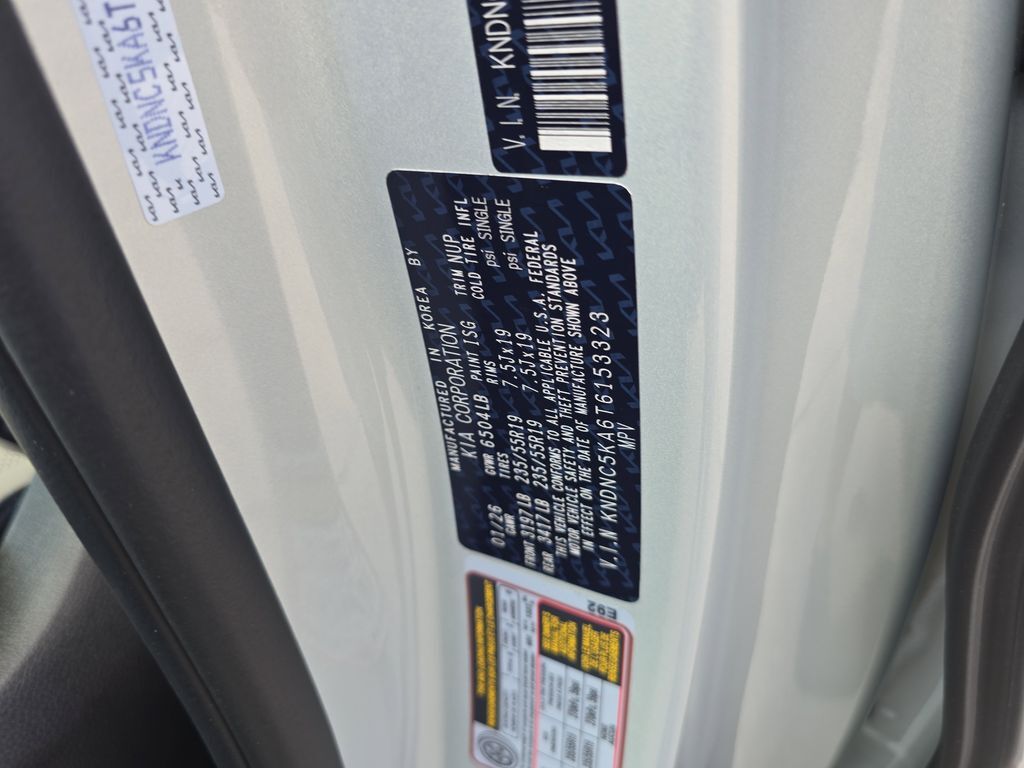 KNDNC5KA6T
V. I. N. KNDN
MANUFACTURED IN KOREA BY
KIA CORPORATION
01/26 GVWR 6504LB PAINT ISG TRIM NUP
GAWR TIRES RIMS COLD TIRE INFL
FRONT 3197LB 235/55R19 7.5Jx19 psi SINGLE
REAR 3417LB 235/55R19 7.5Jx19 psi SINGLE
THIS VEHICLE CONFORMS TO ALL APPLICABLE U.S.A. FEDERAL
MOTOR VEHICLE SAFETY AND THEFT PREVENTION STANDARDS
IN EFFECT ON THE DATE OF MANUFACTURE SHOWN ABOVE
V.I.N KNDNC5KA6T6153323
MPV
E92